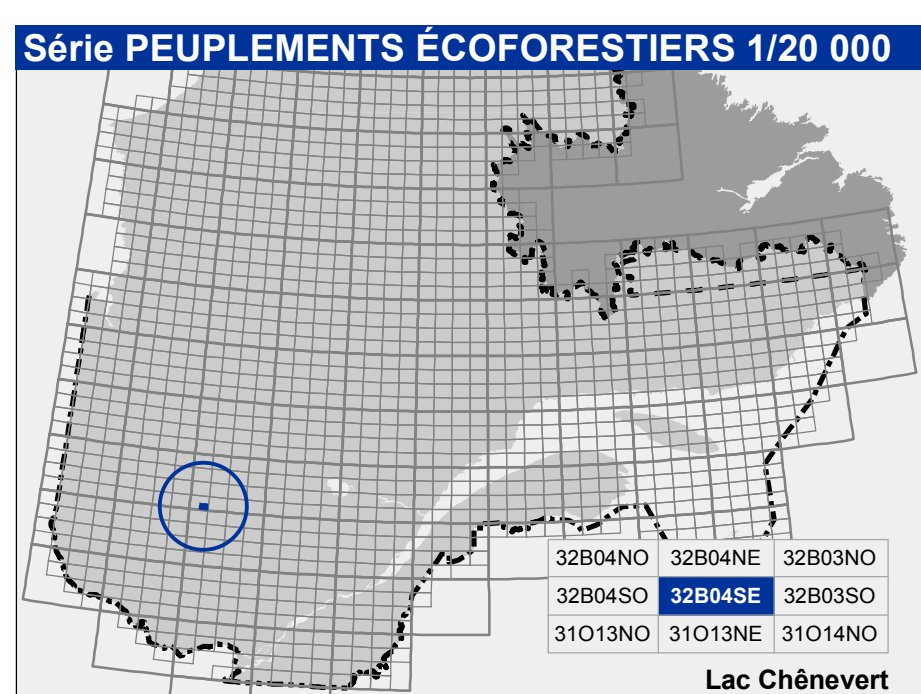 Série PEUPLEMENTS ÉCOFORESTIERS 1/20 000
32B04NO 32B04NE 32B03NO
32B04SO 32B04SE 32B03SO
31O13NO 31O13NE 31O14NO
Lac Chênevert